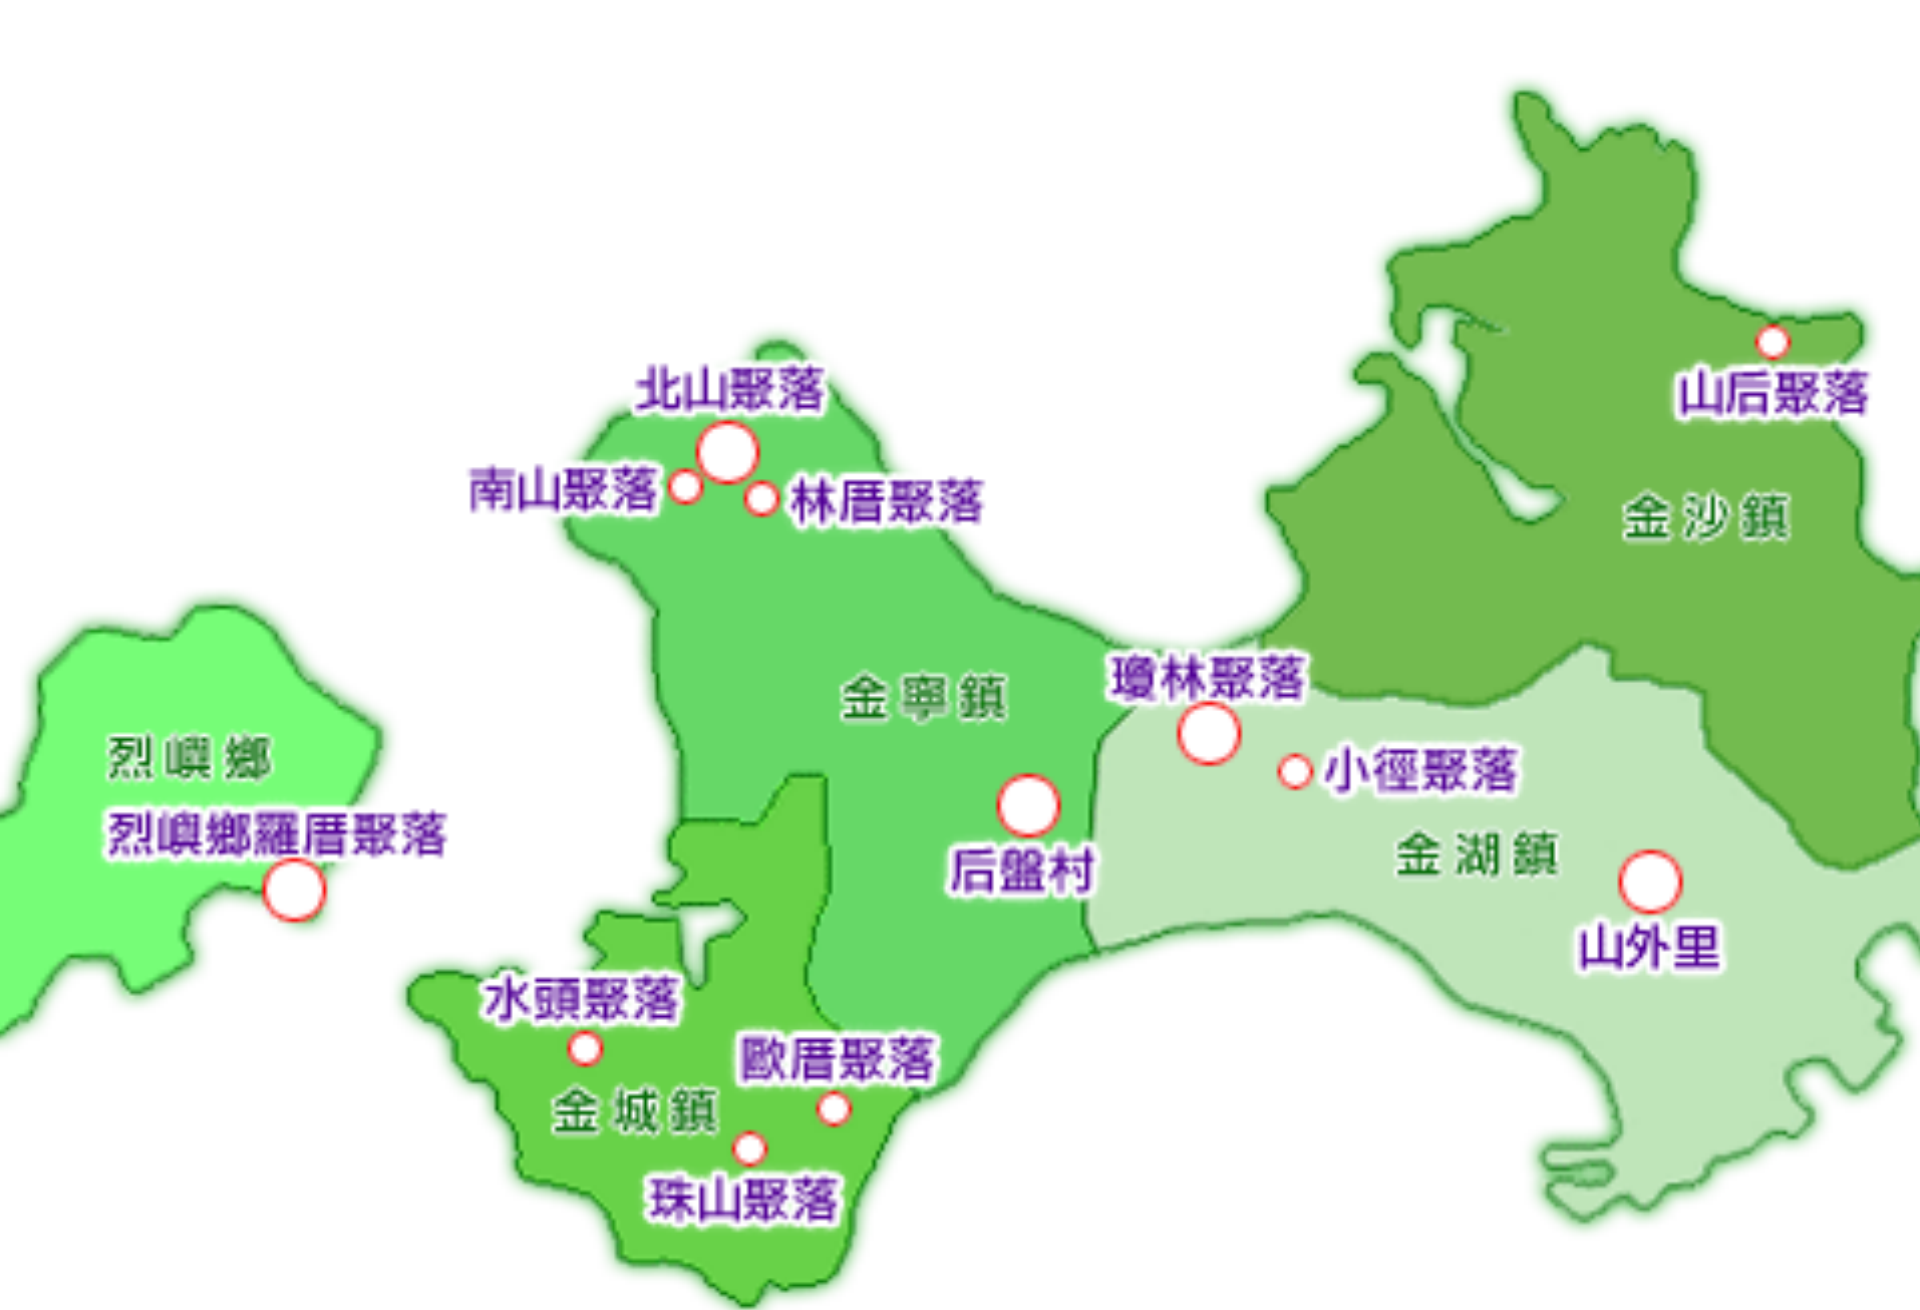 北山聚落
山后聚落
南山聚落
林厝聚落
金沙鎮
瓊林聚落
金寧鎮
烈嶼鄉
小徑聚落
烈嶼鄉羅厝聚落
后盤村
金湖鎮
山外里
水頭聚落
歐厝聚落
金城鎮
珠山聚落